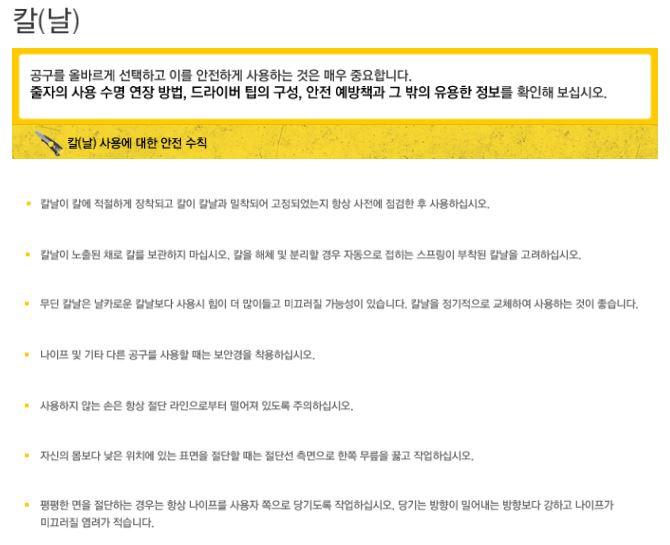 칼(날)
공구를 올바르게 선택하고 이를 안전하게 사용하는 것은 매우 중요합니다.
줄자의 사용 수명 연장 방법, 드라이버 팁의 구성, 안전 예방책과 그 밖의 유용한 정보를 확인해 보십시오.
칼(날) 사용에 대한 안전 수칙
칼날이 칼에 적절하게 장착되고 칼이 칼날과 밀착되어 고정되었는지 항상 사전에 점검한 후 사용하십시오.
칼날이 노출된 채로 칼를 보관하지 마십시오. 칼을 해체 및 분리할 경우 자동으로 접히는 스프링이 부착된 칼날을 고려하십시오.
무딘 칼날은 날카로운 칼날보다 사용시 힘이 더 많이들고 미끄러질 가능성이 있습니다. 칼날을 정기적으로 교체하여 사용하는 것이 좋습니다.
나이프 및 기타 다른 공구를 사용할 때는 보안경을 착용하십시오.
사용하지 않는 손은 항상 절단 라인으로부터 떨어져 있도록 주의하십시오.
자신의 몸보다 낮은 위치에 있는 표면을 절단할 때는 절단선 측면으로 한쪽 무릎을 꿇고 작업하십시오.
평평한 면을 절단하는 경우는 항상 나이프를 사용자 쪽으로 당기도록 작업하십시오. 당기는 방향이 밀어내는 방향보다 강하고 나이프가
미끄러질 염려가 적습니다.